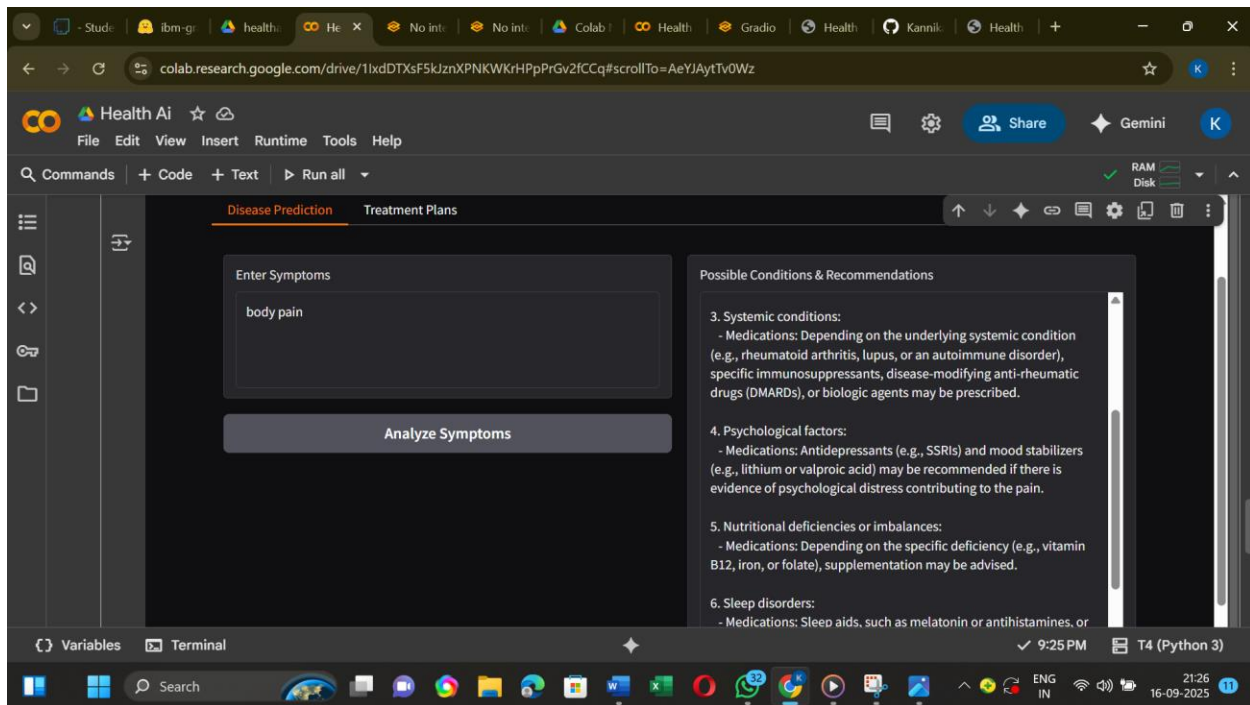 - Stude
ibm-gr
healtha
He
No inte
No inte
Colab
Health
Gradio
Health
Kannik
Health
colab.research.google.com/drive/1lxdDTXsF5kJznXPNKWKrHPpPrGv2fCCq#scrollTo=AeYJAytTv0Wz
K
CO Health Ai
File Edit View Insert Runtime Tools Help
Share
Gemini
K
Commands + Code + Text Run all
RAM
Disk
Disease Prediction Treatment Plans
Enter Symptoms
body pain
Analyze Symptoms
Possible Conditions & Recommendations
3. Systemic conditions:
- Medications: Depending on the underlying systemic condition
(e.g., rheumatoid arthritis, lupus, or an autoimmune disorder),
specific immunosuppressants, disease-modifying anti-rheumatic
drugs (DMARDs), or biologic agents may be prescribed.
4. Psychological factors:
- Medications: Antidepressants (e.g., SSRIs) and mood stabilizers
(e.g., lithium or valproic acid) may be recommended if there is
evidence of psychological distress contributing to the pain.
5. Nutritional deficiencies or imbalances:
- Medications: Depending on the specific deficiency (e.g., vitamin
B12, iron, or folate), supplementation may be advised.
6. Sleep disorders:
- Medications: Sleep aids, such as melatonin or antihistamines, or
Variables Terminal
9:25 PM T4 (Python 3)
Search
32
ENG
IN
21:26
16-09-2025
11